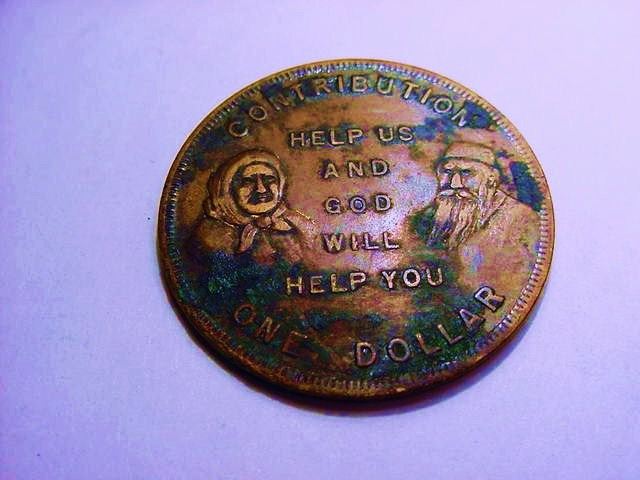 CONTRIBUTION
HELP US
AND
GOD
WILL
HELP YOU
ONE DOLLAR